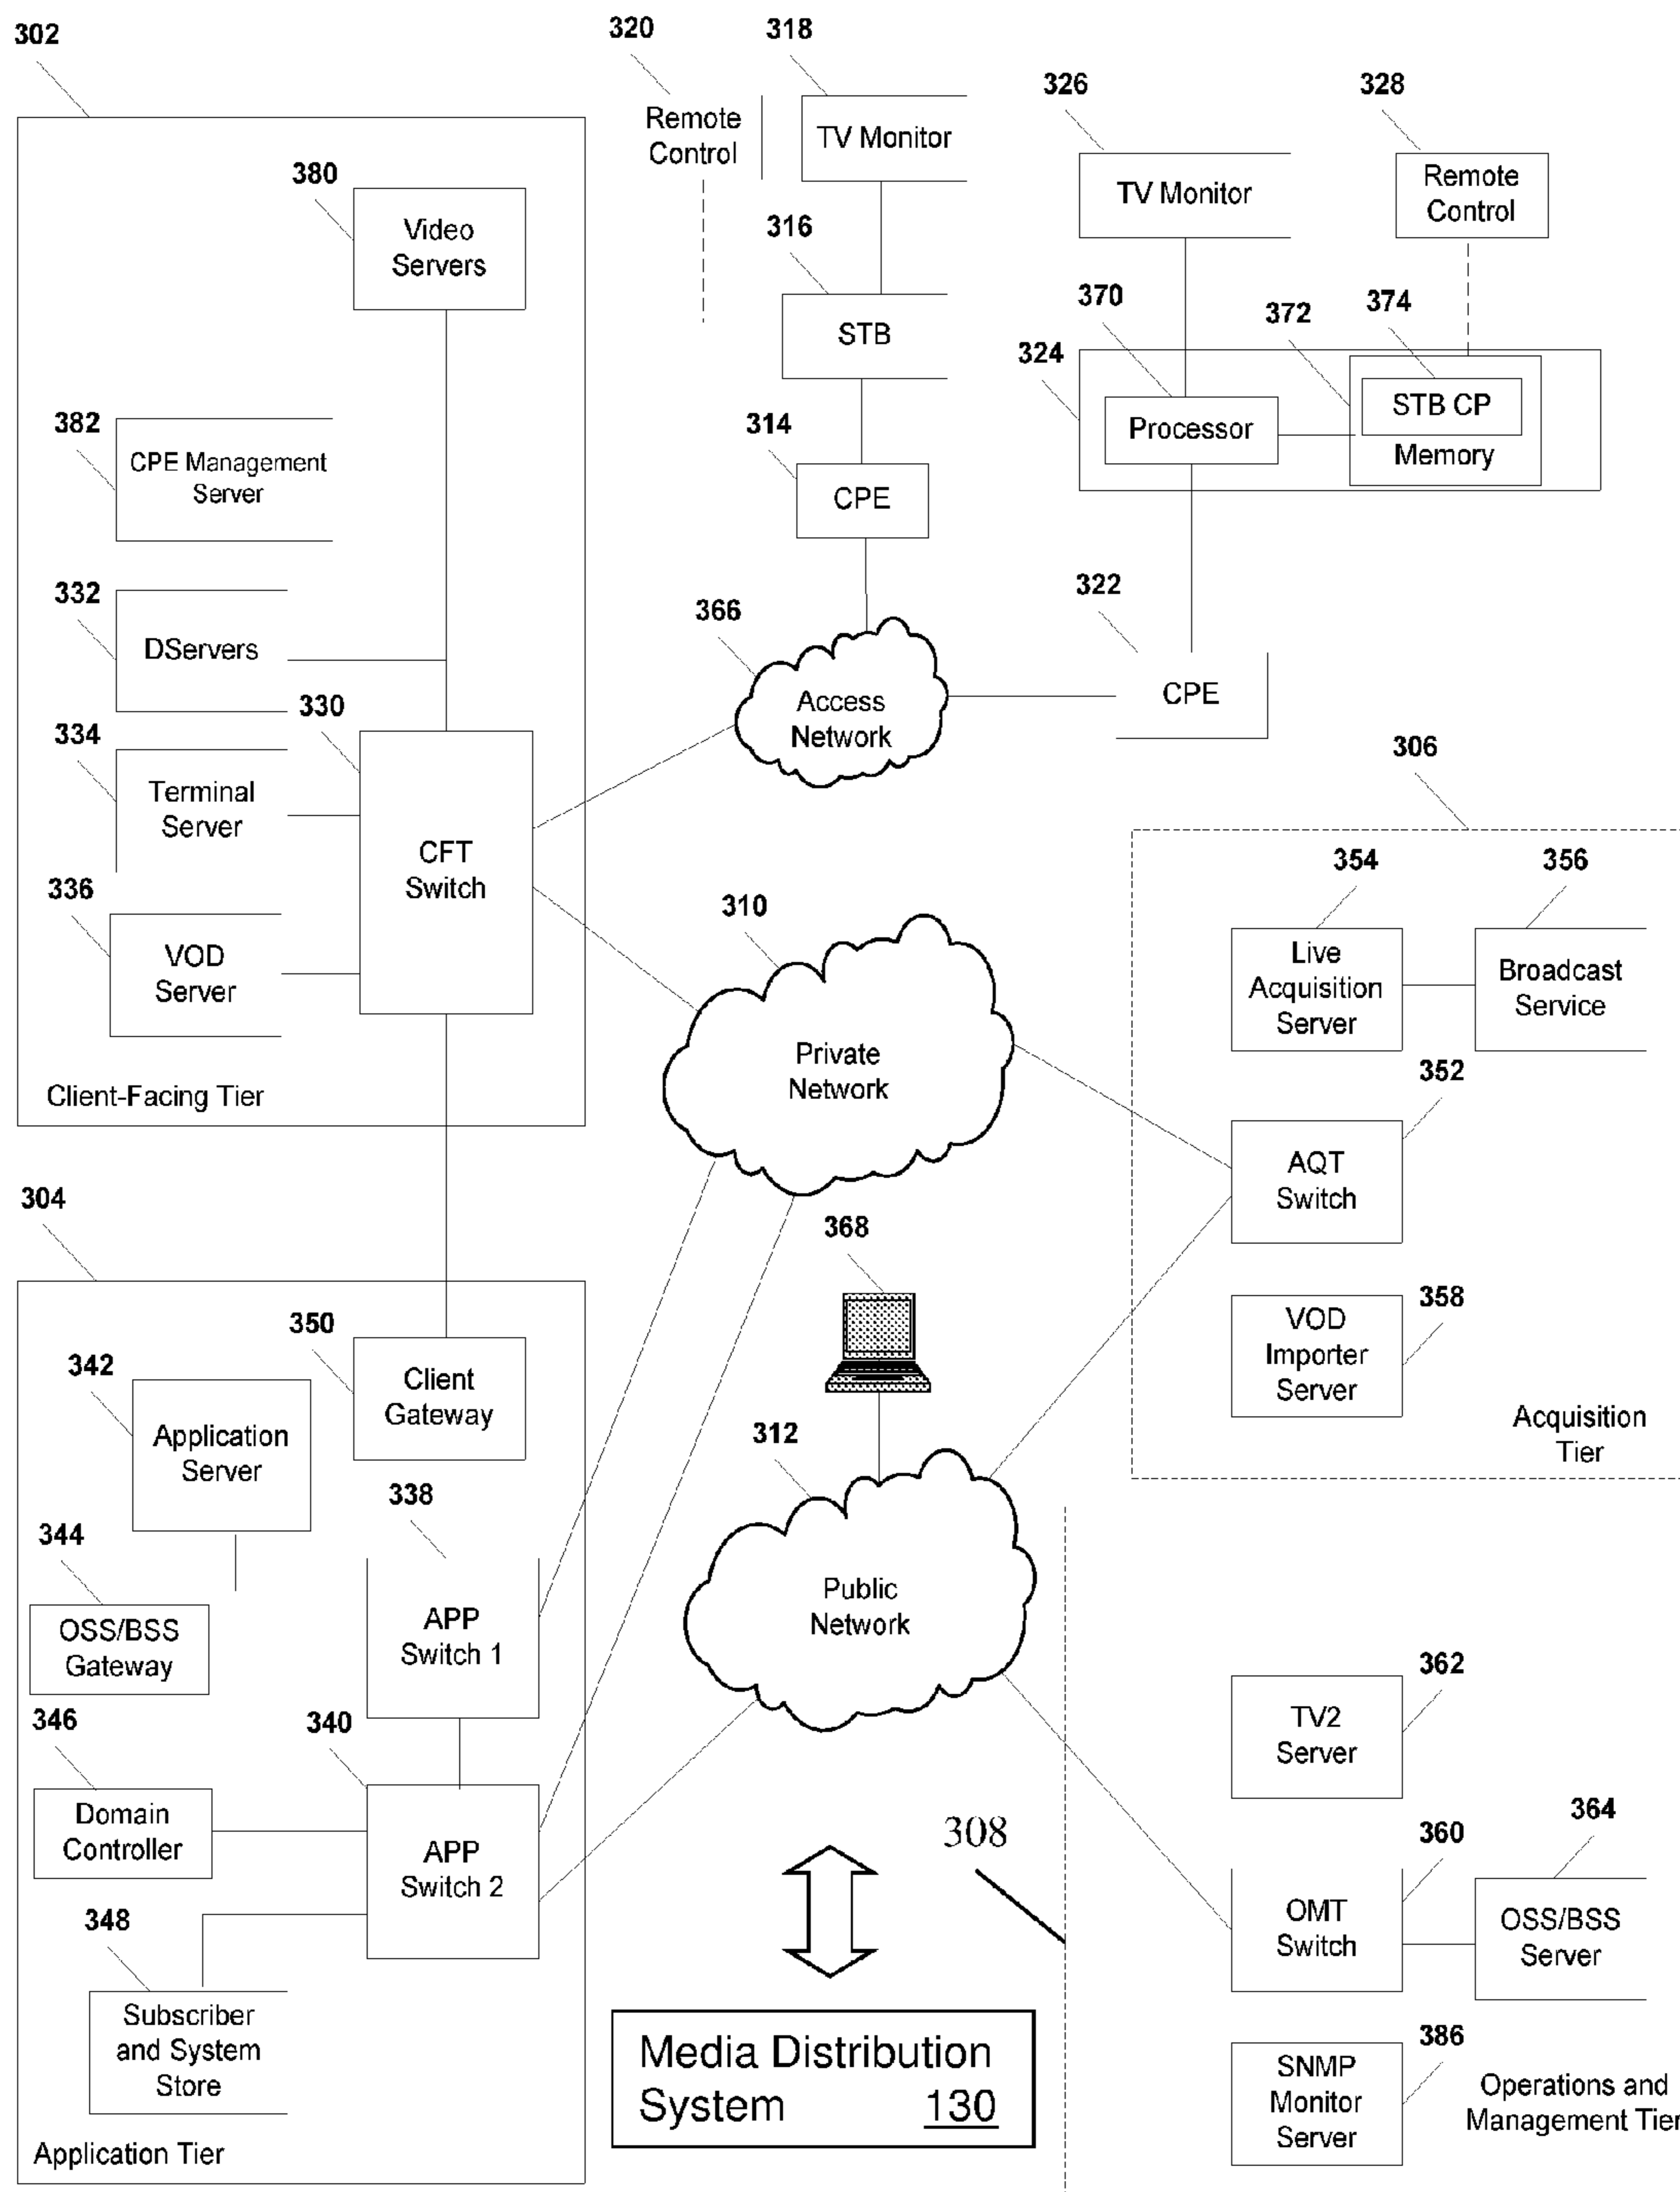 302
320
318
326
328
Remote
Control
TV Monitor
TV Monitor
Remote
Control
380
Video
Servers
316
STB
370
372
374
324
Processor
STB CP
Memory
382
CPE Management
Server
314
CPE
332
DServers
366
Access
Network
322
CPE
330
334
Terminal
Server
CFT
Switch
336
VOD
Server
Client-Facing Tier
306
354
356
Live
Acquisition
Server
Broadcast
Service
310
Private
Network
352
AQT
Switch
358
VOD
Importer
Server
Acquisition
Tier
304
368
350
Client
Gateway
342
Application
Server
312
Public
Network
338
APP
Switch 1
344
OSS/BSS
Gateway
346
Domain
Controller
340
APP
Switch 2
348
Subscriber
and System
Store
Application Tier
308
362
TV2
Server
360
OMT
Switch
364
OSS/BSS
Server
386
SNMP
Monitor
Server
Operations and
Management Tier
Media Distribution
System 130